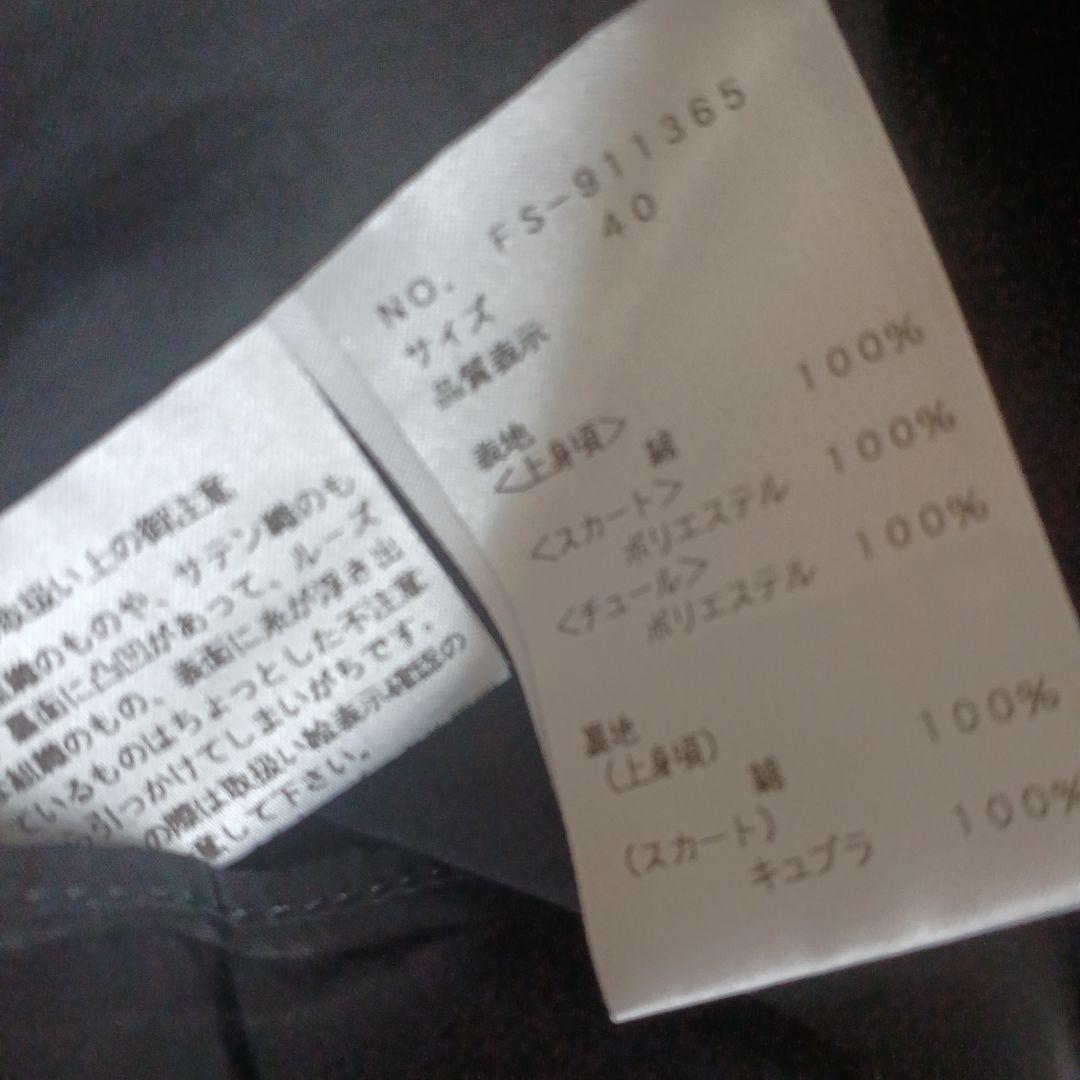 NO. FS-911365
サイズ 40
品質表示
表地
<上身頃>
綿 100%
<スカート>
ポリエステル 100%
<チュール>
ポリエステル 100%
裏地
(上身頃)
綿 100%
(スカート)
キュプラ 100%
取扱い上の御注意
織のものや、サテン織のも
裏面に凸凹があって、ルーズ
な組織のもの、表面に糸が浮き出
ているものはちょっとした不注意
引っかけてしまいがちです。
の際は取扱い絵表示確認の
意して下さい。